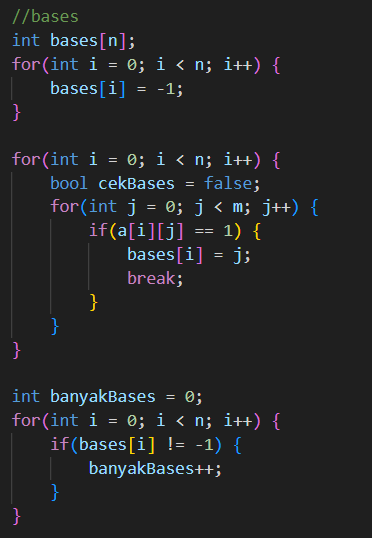 //bases
int bases[n];
for(int i = 0; i < n; i++) {
    bases[i] = -1;
}

for(int i = 0; i < n; i++) {
    bool cekBases = false;
    for(int j = 0; j < m; j++) {
        if(a[i][j] == 1) {
            bases[i] = j;
            break;
        }
    }
}

int banyakBases = 0;
for(int i = 0; i < n; i++) {
    if(bases[i] != -1) {
        banyakBases++;
    }
}